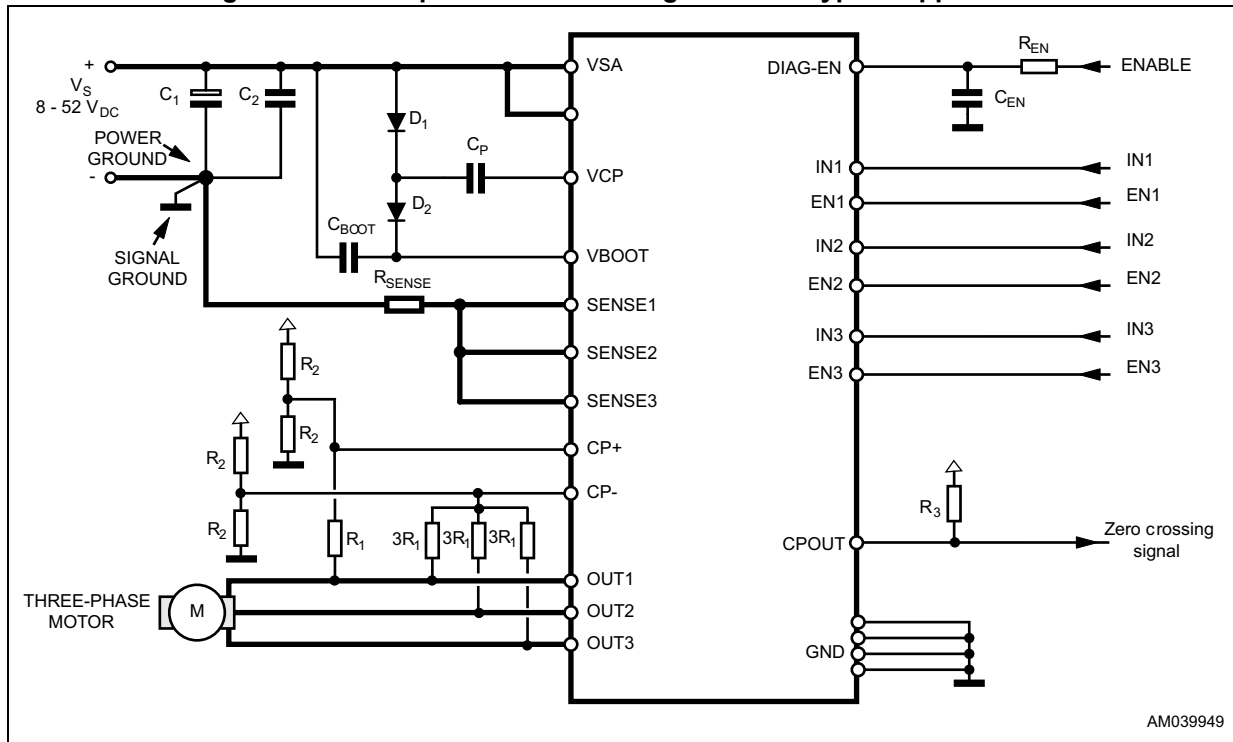 +
VS
8 - 52 VDC
-
POWER
GROUND
SIGNAL
GROUND
C1
C2
D1
D2
CP
CBOOT
RSENSE
R2
R2
R2
R2
R1
3R1
3R1
3R1
THREE-PHASE
MOTOR
M
VSA
VCP
VBOOT
SENSE1
SENSE2
SENSE3
CP+
CP-
OUT1
OUT2
OUT3
DIAG-EN
IN1
EN1
IN2
EN2
IN3
EN3
CPOUT
GND
REN
ENABLE
CEN
IN1
EN1
IN2
EN2
IN3
EN3
R3
Zero crossing
signal
AM039949